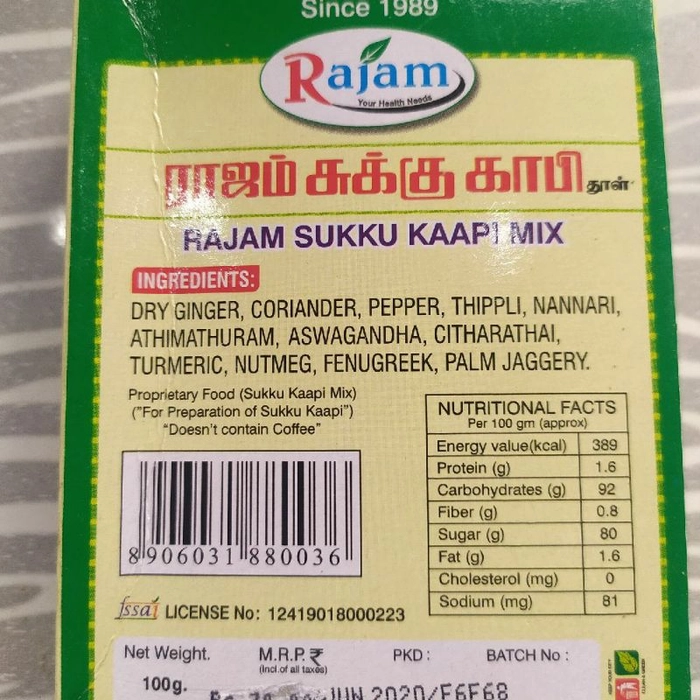 Since 1989
Rajam
Your Health Needs
ராஜம் சுக்கு காபி தூள்
RAJAM SUKKU KAAPI MIX
INGREDIENTS:
DRY GINGER, CORIANDER, PEPPER, THIPPLI, NANNARI,
ATHIMATHURAM, ASWAGANDHA, CITHARATHAI,
TURMERIC, NUTMEG, FENUGREEK, PALM JAGGERY.
Proprietary Food (Sukku Kaapi Mix)
("For Preparation of Sukku Kaapi")
"Doesn't contain Coffee"
NUTRITIONAL FACTS
Per 100 gm (approx)
Energy value(kcal) 389
Protein (g) 1.6
Carbohydrates (g) 92
Fiber (g) 0.8
Sugar (g) 80
Fat (g) 1.6
Cholesterol (mg) 0
Sodium (mg) 81
8906031880036
fssai LICENSE No: 12419018000223
Net Weight. M.R.P. ₹ PKD: BATCH No:
(Incl.of all taxes)
100g. JUN 2020/